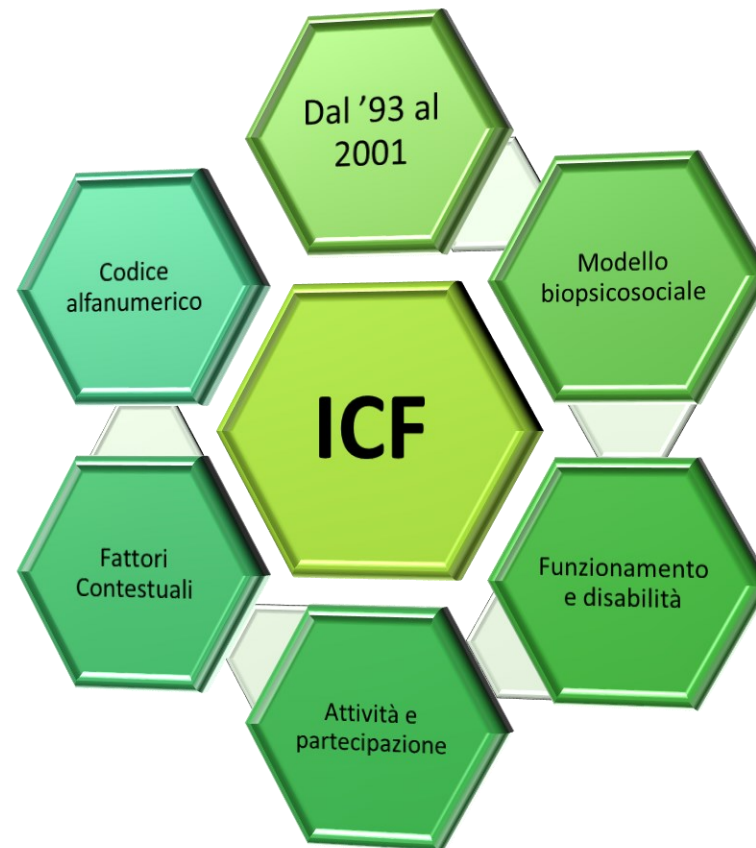 Dal ’93 al
2001
Modello
biopsicosociale
Codice
alfanumerico
ICF
Funzionamento
e disabilità
Fattori
Contestuali
Attività e
partecipazione